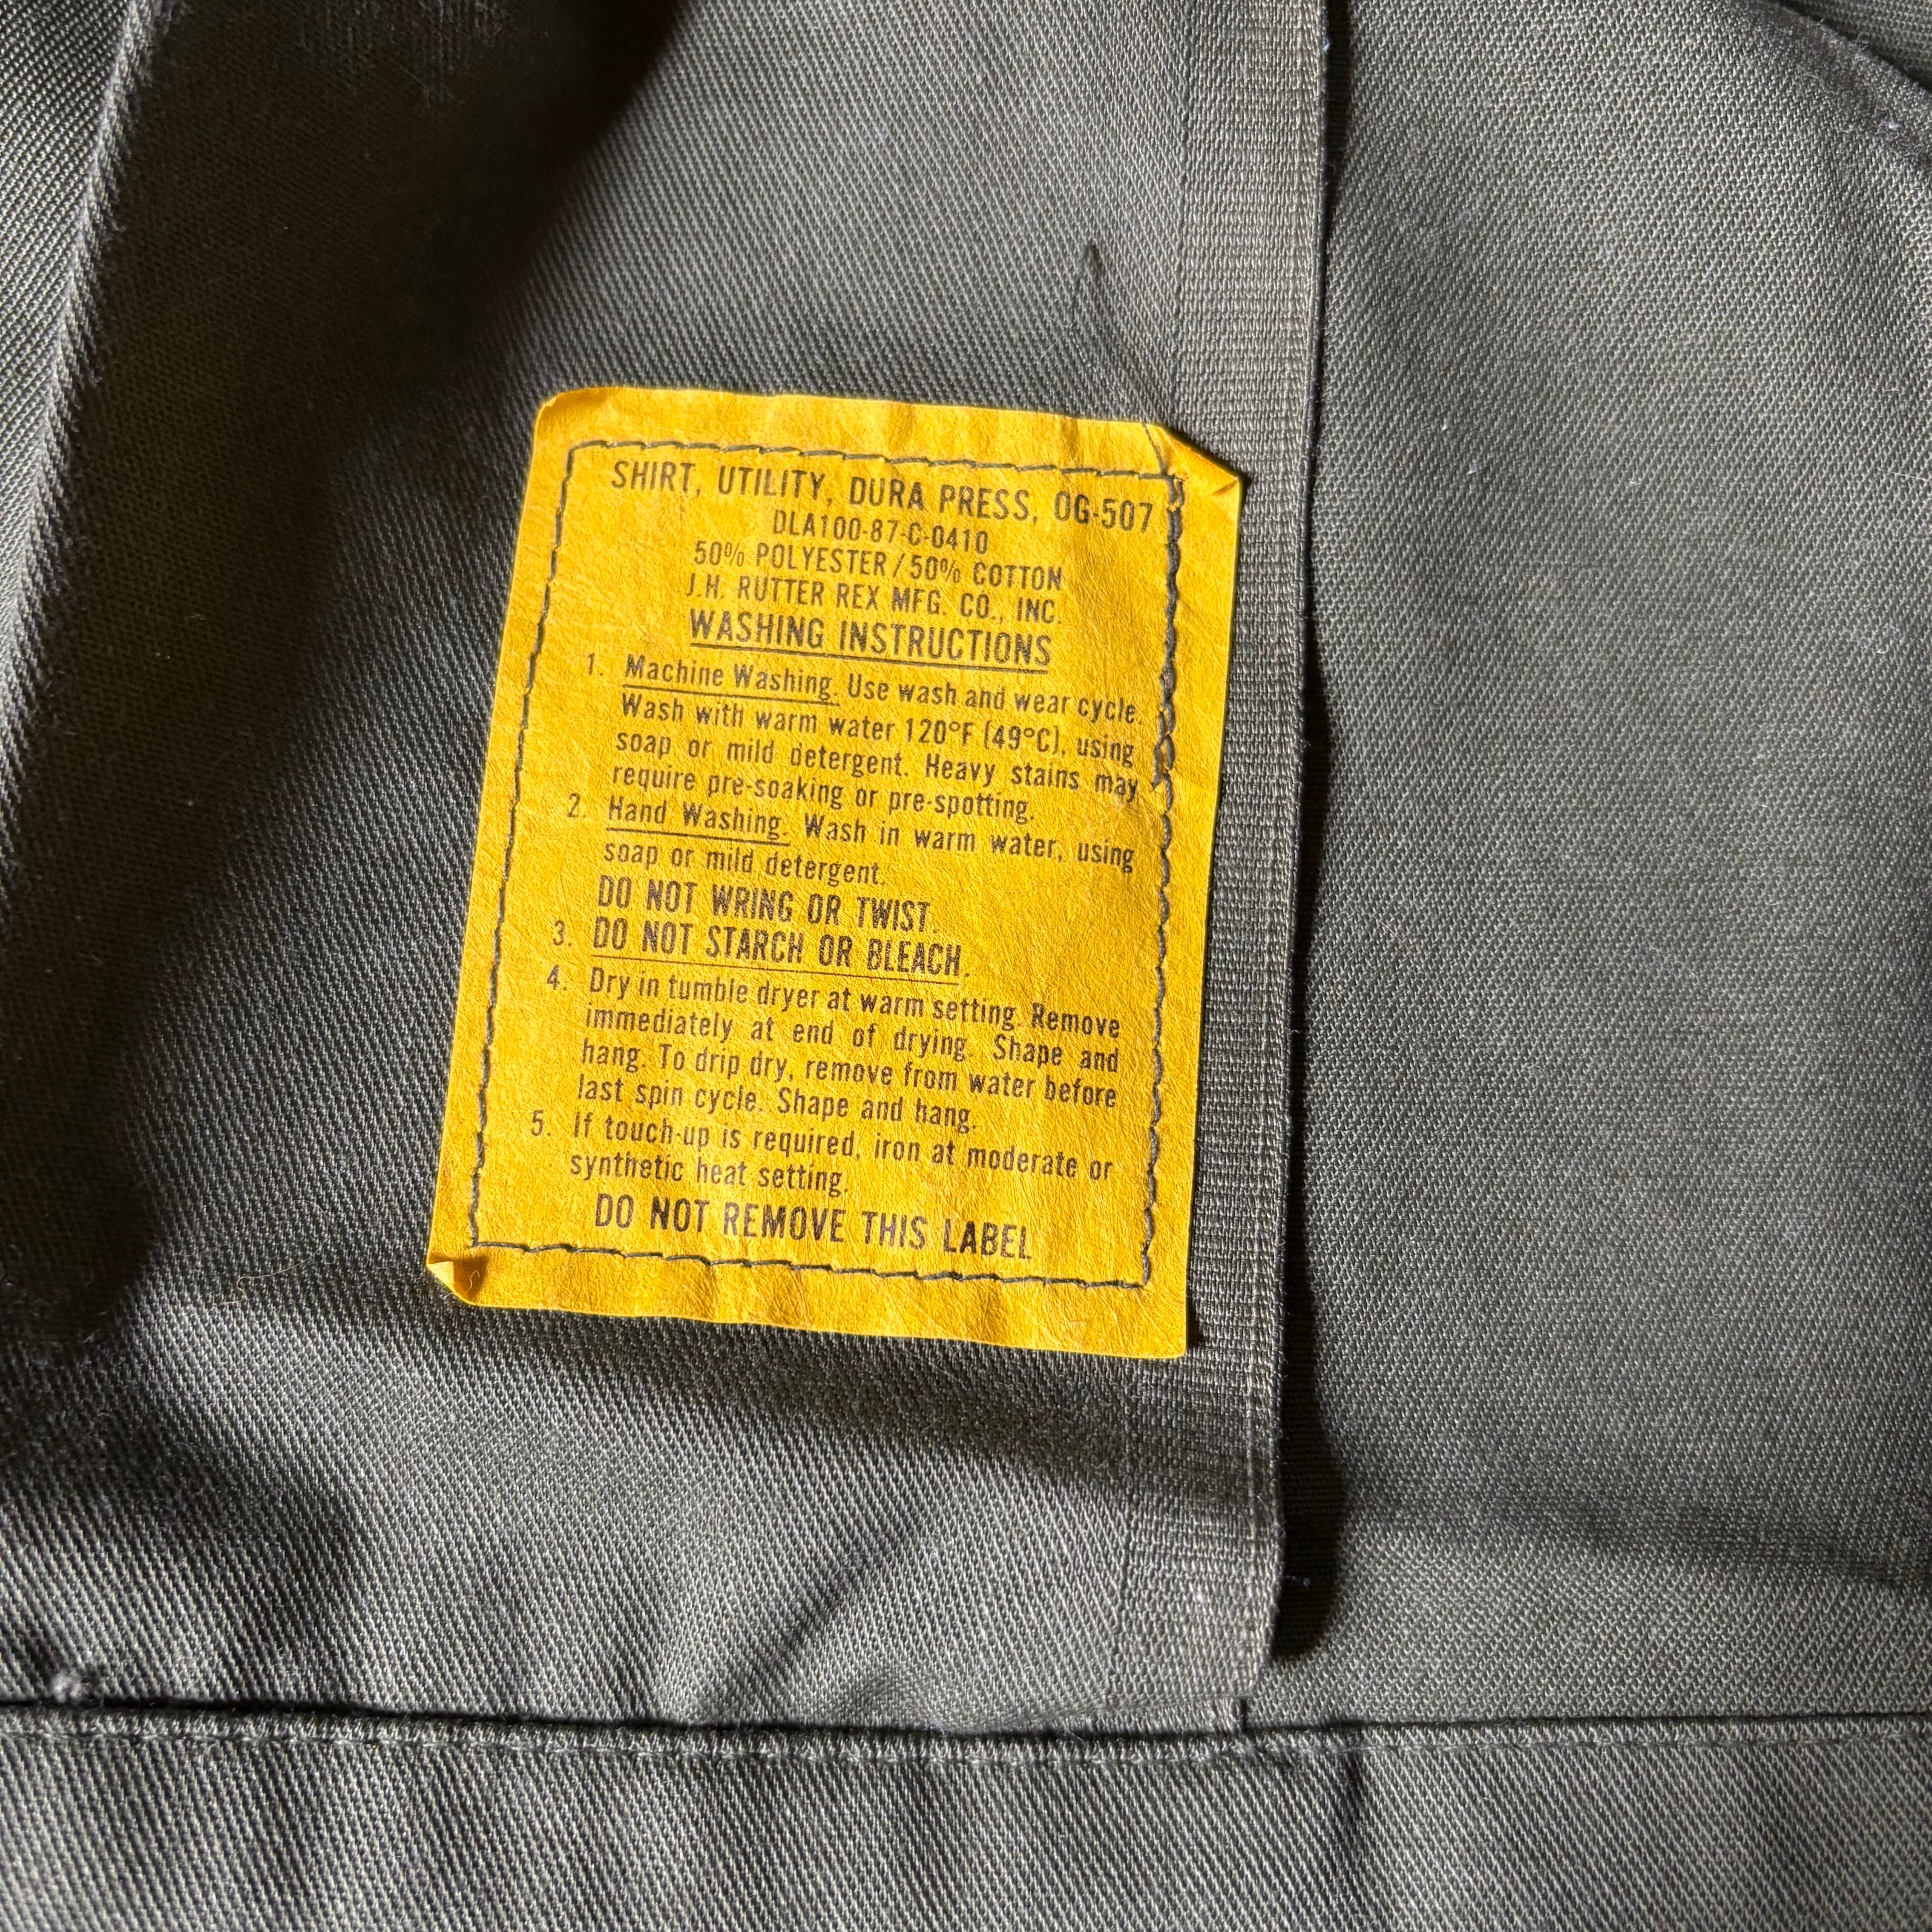 SHIRT, UTILITY, DURA PRESS, OG-507
DLA100-87-C-0410
50% POLYESTER/50% COTTON
J.H. RUTTER REX MFG. CO., INC.
WASHING INSTRUCTIONS
1. Machine Washing. Use wash and wear cycle.
Wash with warm water 120°F (49°C), using
soap or mild detergent. Heavy stains may
require pre-soaking or pre-spotting.
2. Hand Washing. Wash in warm water, using
soap or mild detergent.
DO NOT WRING OR TWIST.
3. DO NOT STARCH OR BLEACH.
4. Dry in tumble dryer at warm setting. Remove
immediately at end of drying. Shape and
hang. To drip dry, remove from water before
last spin cycle. Shape and hang.
5. If touch-up is required, iron at moderate or
synthetic heat setting.
DO NOT REMOVE THIS LABEL